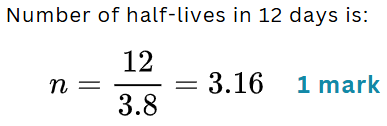 Number of half-lives in 12 days is:
n = 12/3.8 = 3.16 1 mark